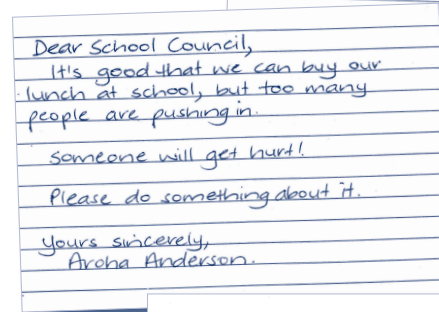 Dear School Council,
It's good that we can buy our
lunch at school, but too many
people are pushing in.
Someone will get hurt!
Please do something about it.
Yours sincerely,
Aroha Anderson.